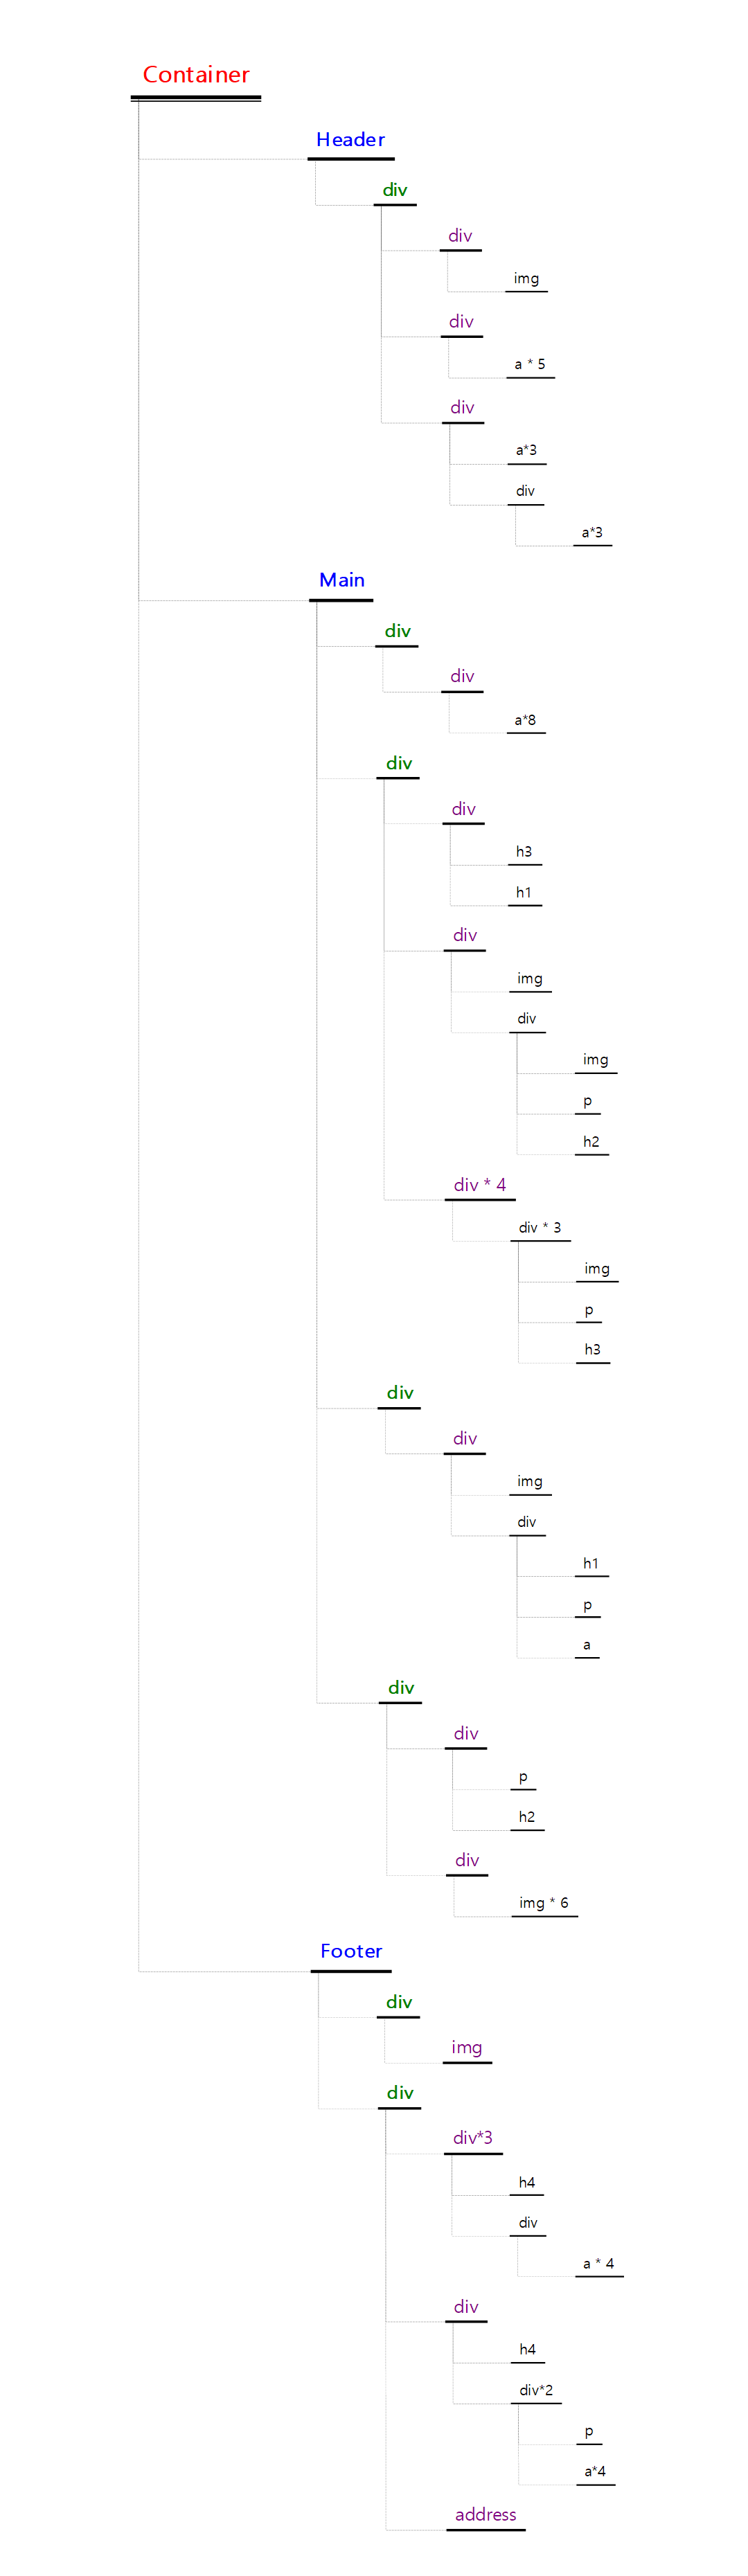 Container
Header
div
div
img
div
a * 5
div
a*3
div
a*3
Main
div
div
a*8
div
div
h3
h1
div
img
div
img
p
h2
div * 4
div * 3
img
p
h3
div
div
img
div
h1
p
a
div
div
p
h2
div
img * 6
Footer
div
img
div
div*3
h4
div
a * 4
div
h4
div*2
p
a*4
address